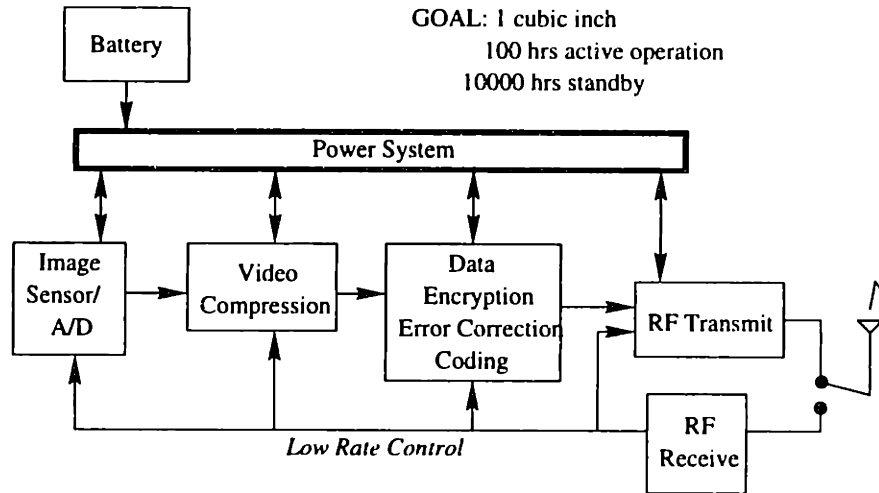 GOAL: 1 cubic inch
100 hrs active operation
10000 hrs standby
Battery
Power System
Image
Sensor/
A/D
Video
Compression
Data
Encryption
Error Correction
Coding
RF Transmit
RF
Receive
Low Rate Control